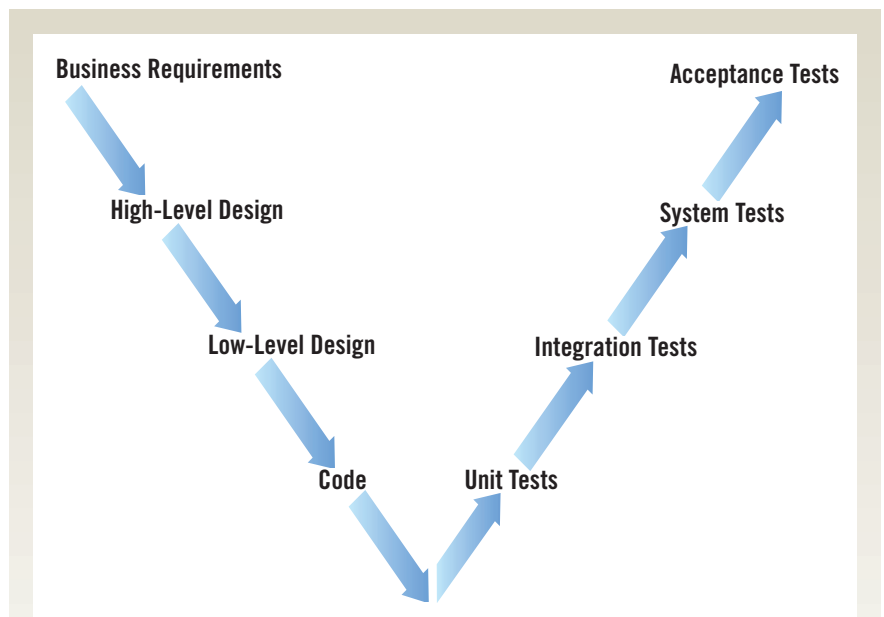 Business Requirements
Acceptance Tests
High-Level Design
System Tests
Low-Level Design
Integration Tests
Code
Unit Tests